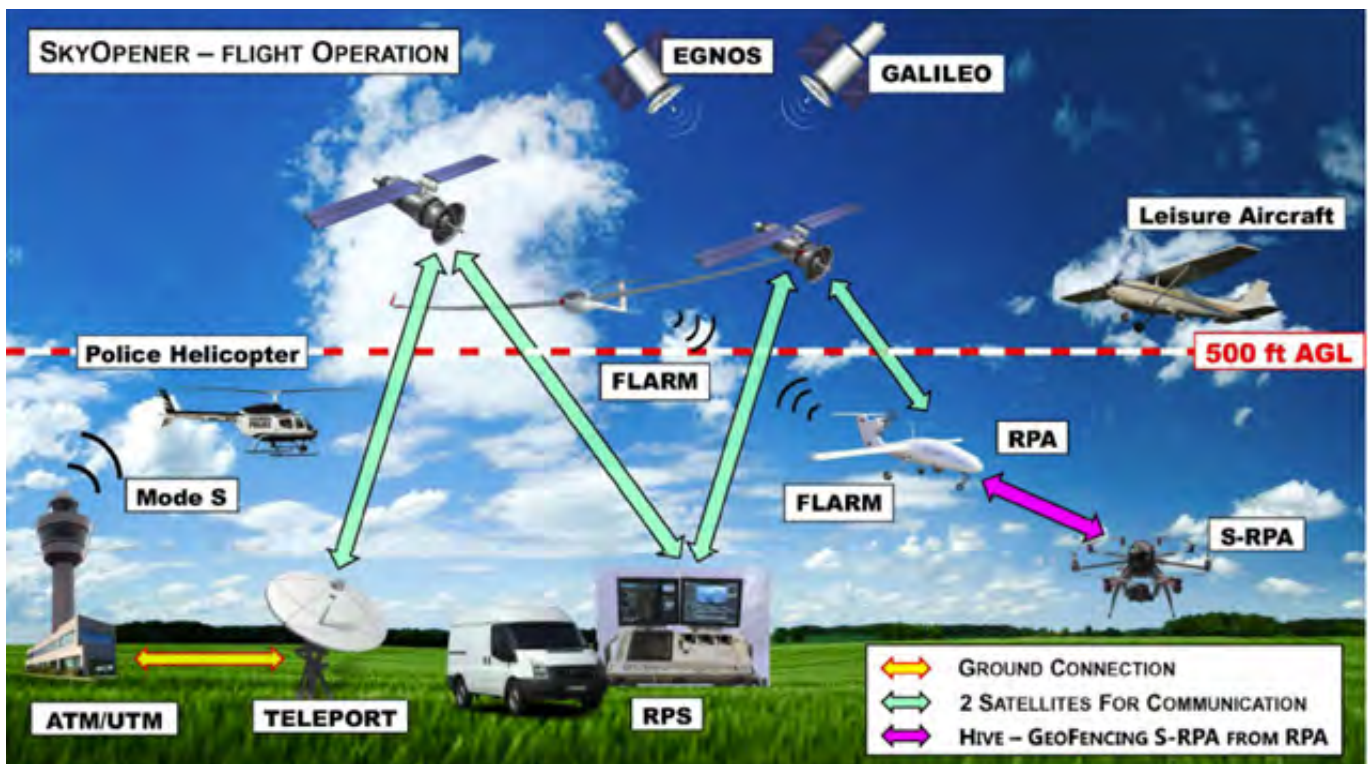 SKYOPENER – FLIGHT OPERATION
EGNOS
GALILEO
Leisure Aircraft
Police Helicopter
500 ft AGL
FLARM
RPA
Mode S
FLARM
S-RPA
ATM/UTM
TELEPORT
RPS
GROUND CONNECTION
2 SATELLITES FOR COMMUNICATION
HIVE – GEOFENCING S-RPA FROM RPA